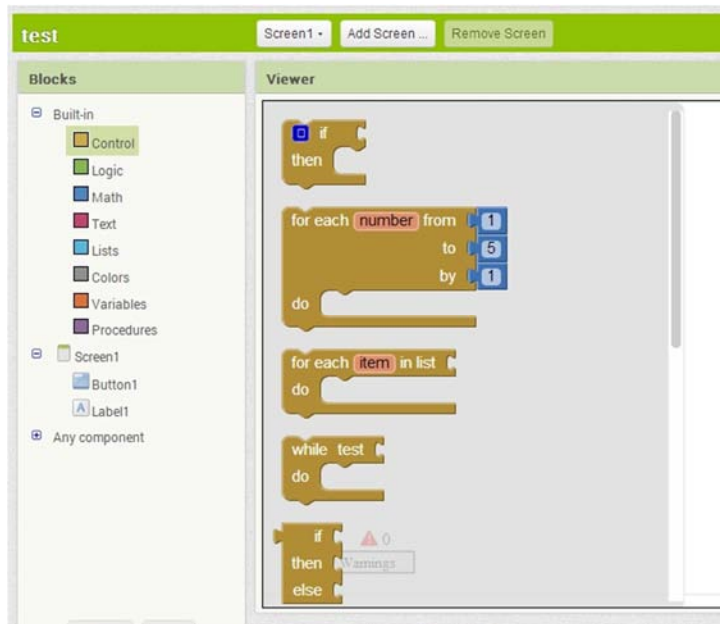 test
Screen1
Add Screen ...
Remove Screen
Blocks
Viewer
Built-in
Control
Logic
Math
Text
Lists
Colors
Variables
Procedures
Screen1
Button1
A Label1
Any component
if
then
for each number from 1
to 5
by 1
do
for each item in list
do
while test
do
if
0
then
Warnings
else